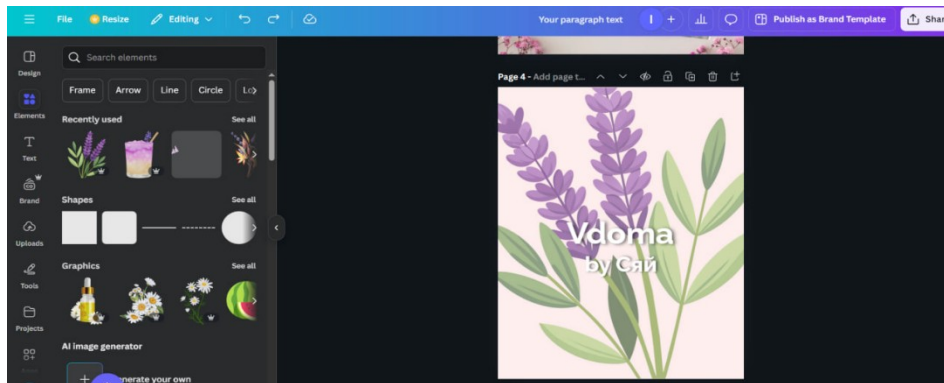 File Resize Editing Your paragraph text I + Publish as Brand Template Shar
Design
Elements
Text
Brand
Uploads
Tools
Projects
Search elements
Frame Arrow Line Circle
Recently used See all
Shapes See all
Graphics See all
AI image generator
+ enerate your own
Page 4 - Add page t...
Vdoma
by Сяй